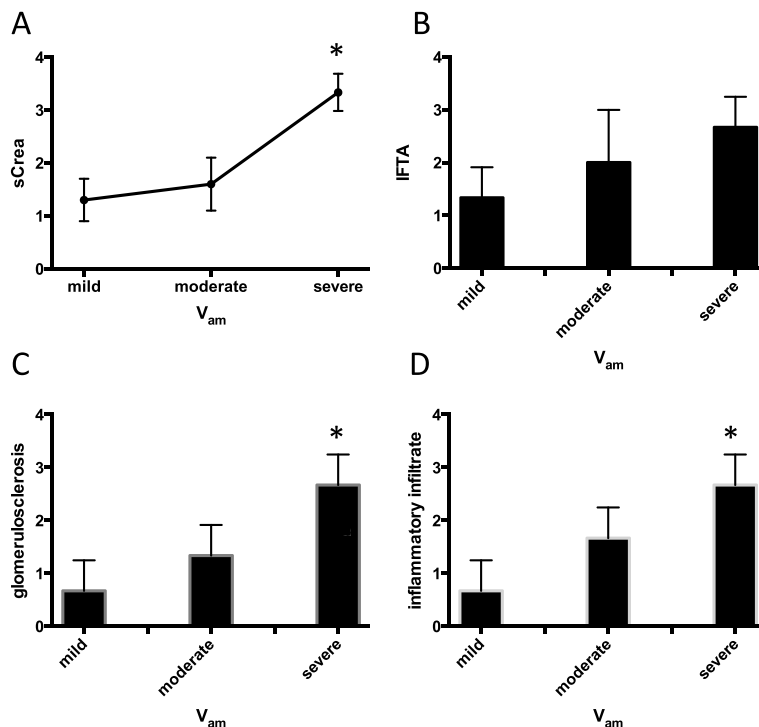 A
*
4
3
2
1
0
sCrea
mild moderate severe
Vam
B
4
3
2
1
0
IFTA
mild
moderate
severe
Vam
C
*
4
3
2
1
0
glomerulosclerosis
mild
moderate
severe
Vam
D
*
4
3
2
1
0
inflammatory infiltrate
mild
moderate
severe
Vam